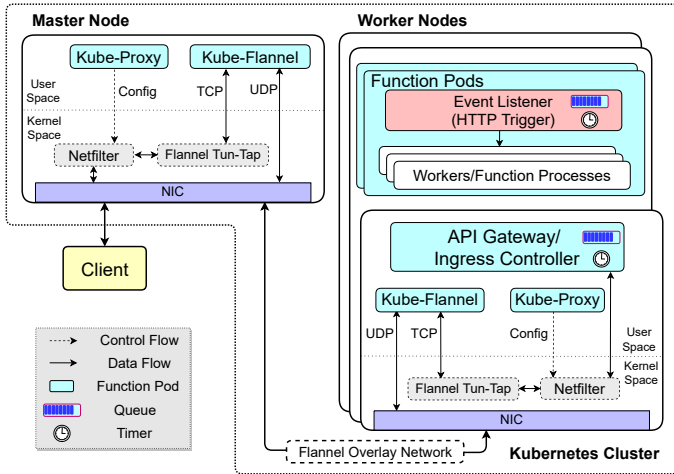 Master Node
Kube-Proxy
Kube-Flannel
User
Space
Config
TCP
UDP
Kernel
Space
Netfilter
Flannel Tun-Tap
NIC
Client
Control Flow
Data Flow
Function Pod
Queue
Timer
Worker Nodes
Function Pods
Event Listener
(HTTP Trigger)
Workers/Function Processes
API Gateway/
Ingress Controller
Kube-Flannel
Kube-Proxy
UDP
TCP
Config
User
Space
Kernel
Space
Flannel Tun-Tap
Netfilter
NIC
Flannel Overlay Network
Kubernetes Cluster